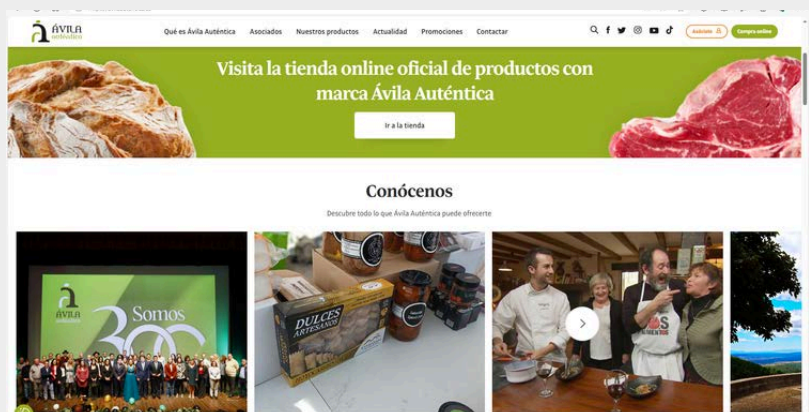 ÁVILA
auténtica
Qué es Ávila Auténtica Asociados Nuestros productos Actualidad Promociones Contactar
Asóciate
Compra online
Visita la tienda online oficial de productos con
marca Ávila Auténtica
Ir a la tienda
Conócenos
Descubre todo lo que Ávila Auténtica puede ofrecerte
ÁVILA
Somos
300
DULCES
ARTESANOS